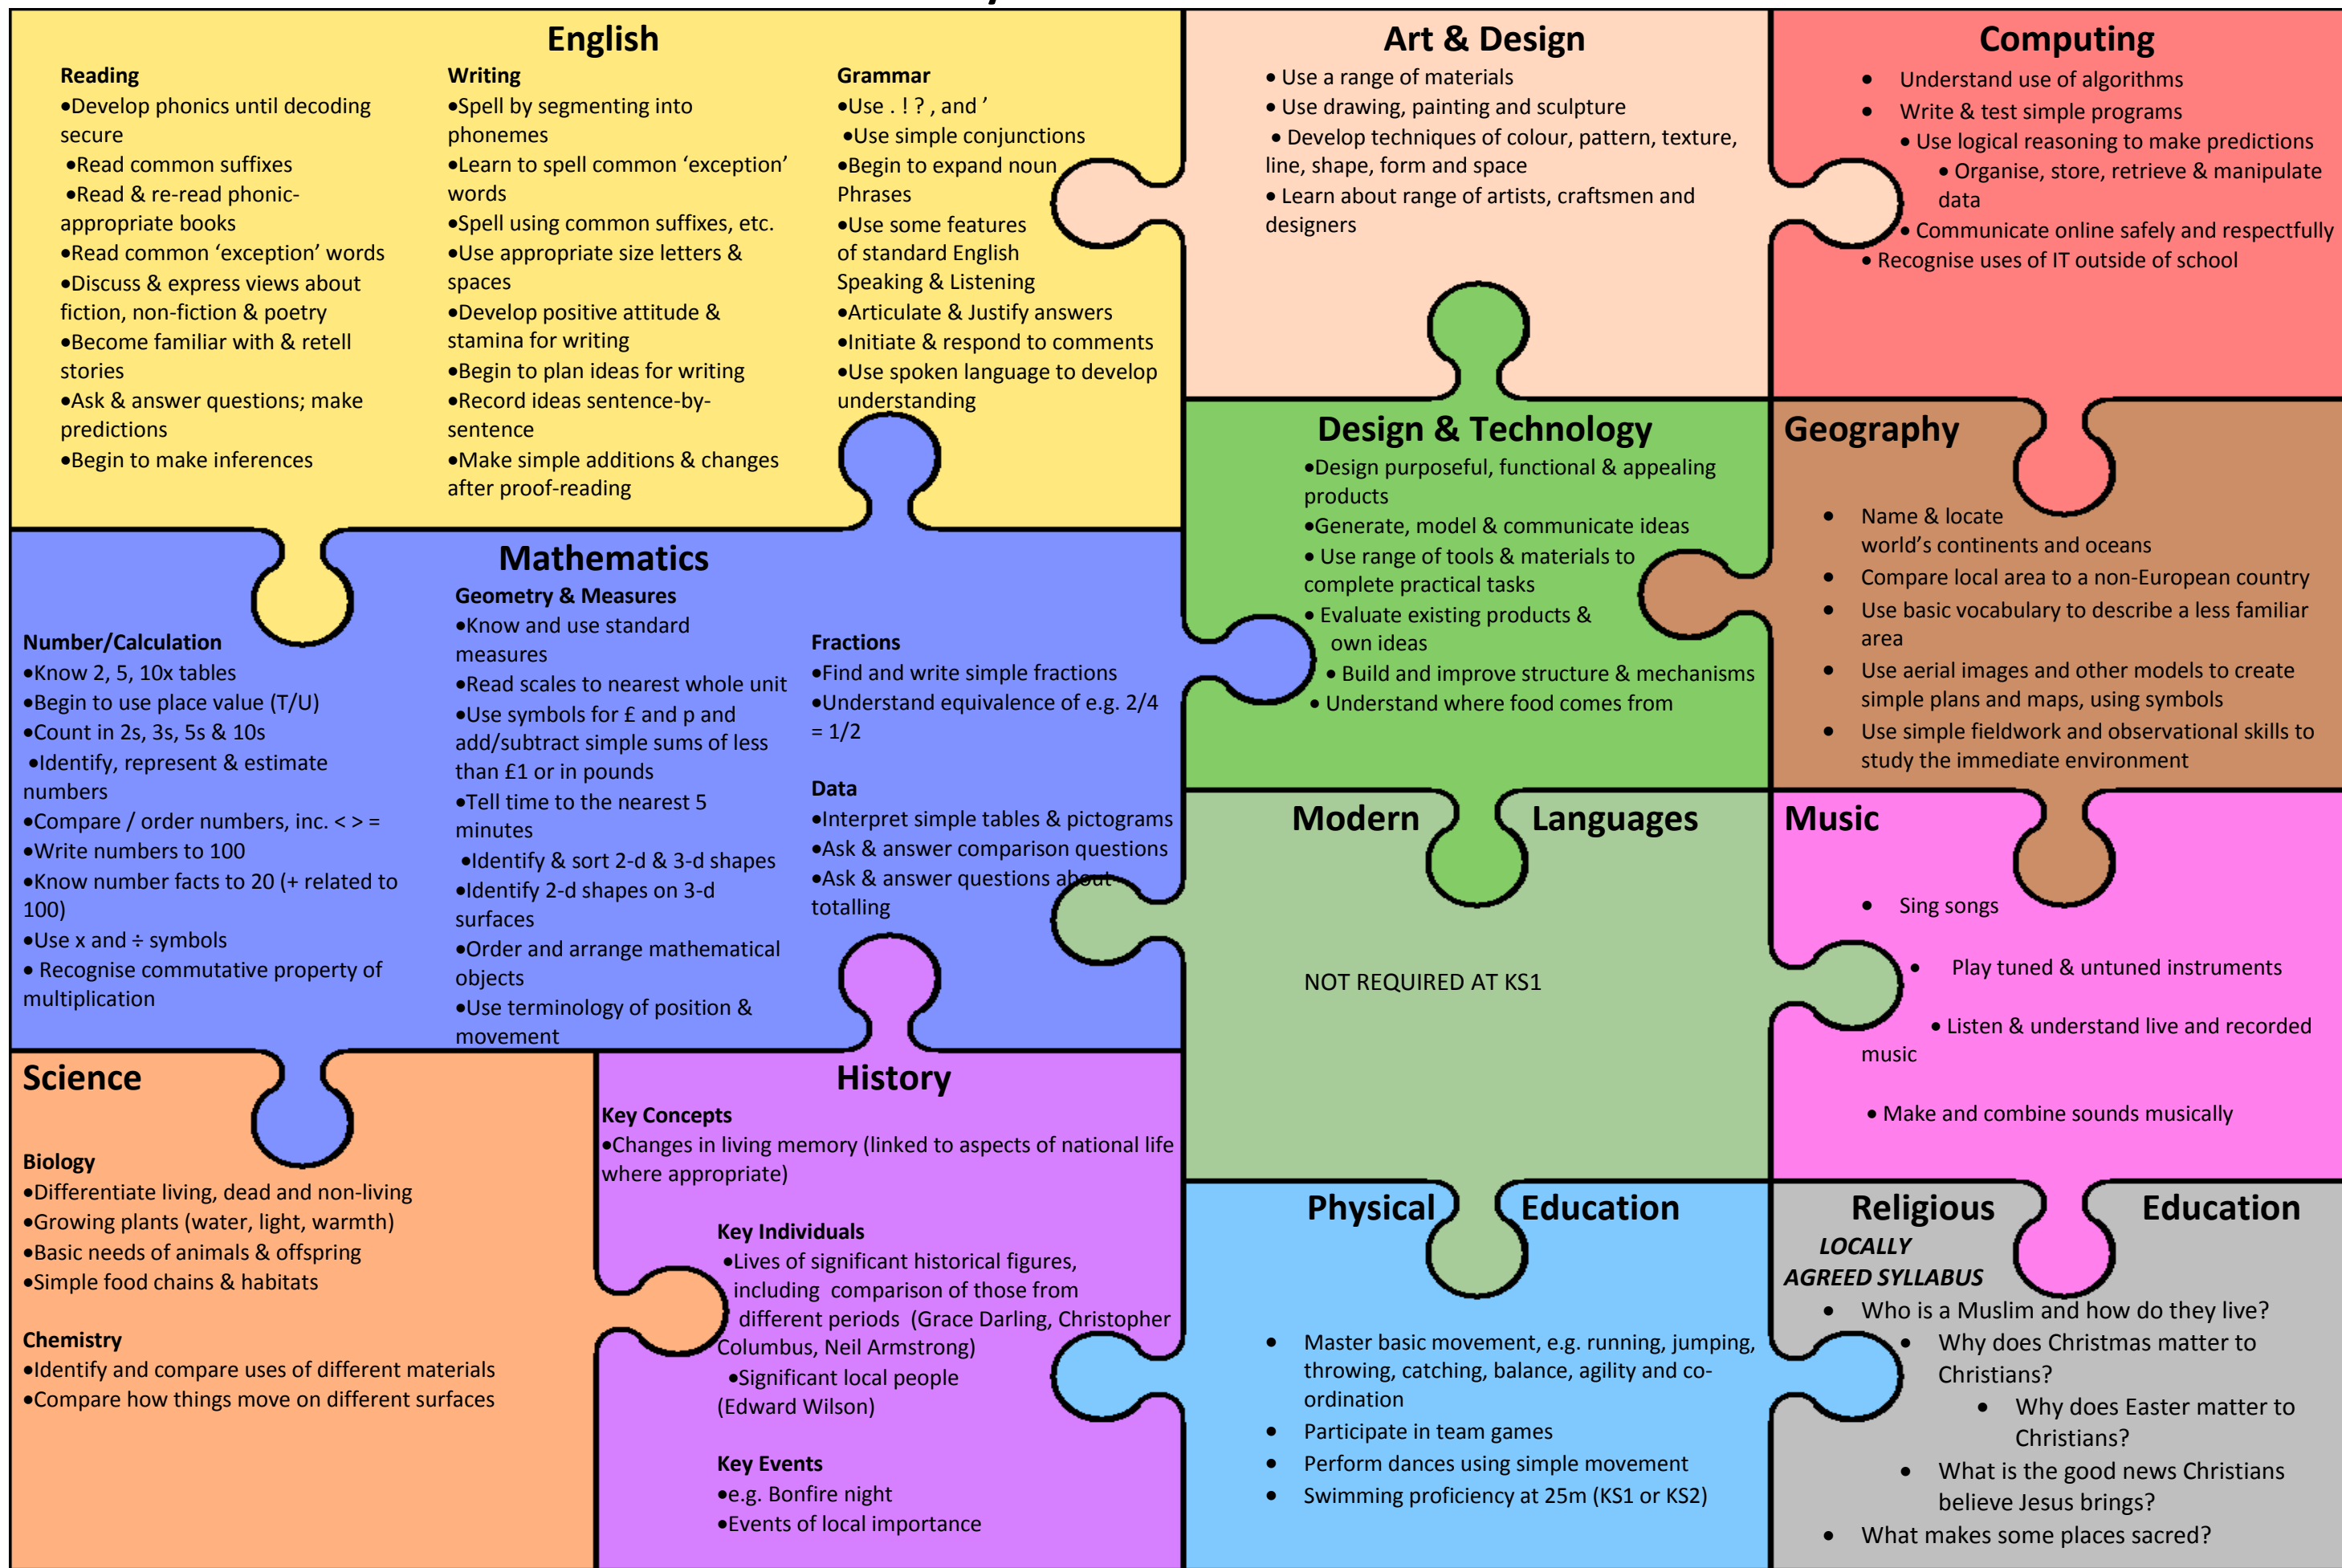 English
Reading
•Develop phonics until decoding
secure
•Read common suffixes
•Read & re-read phonic-
appropriate books
•Read common ‘exception’ words
•Discuss & express views about
fiction, non-fiction & poetry
•Become familiar with & retell
stories
•Ask & answer questions; make
predictions
•Begin to make inferences
Writing
•Spell by segmenting into
phonemes
•Learn to spell common ‘exception’
words
•Spell using common suffixes, etc.
•Use appropriate size letters &
spaces
•Develop positive attitude &
stamina for writing
•Begin to plan ideas for writing
•Record ideas sentence-by-
sentence
•Make simple additions & changes
after proof-reading
Grammar
•Use . ! ? , and ’
•Use simple conjunctions
•Begin to expand noun
Phrases
•Use some features
of standard English
Speaking & Listening
•Articulate & Justify answers
•Initiate & respond to comments
•Use spoken language to develop
understanding
Art & Design
• Use a range of materials
• Use drawing, painting and sculpture
• Develop techniques of colour, pattern, texture,
line, shape, form and space
• Learn about range of artists, craftsmen and
designers
Computing
• Understand use of algorithms
• Write & test simple programs
• Use logical reasoning to make predictions
• Organise, store, retrieve & manipulate
data
• Communicate online safely and respectfully
• Recognise uses of IT outside of school
Mathematics
Number/Calculation
•Know 2, 5, 10x tables
•Begin to use place value (T/U)
•Count in 2s, 3s, 5s & 10s
•Identify, represent & estimate
numbers
•Compare / order numbers, inc. < > =
•Write numbers to 100
•Know number facts to 20 (+ related to
100)
•Use x and ÷ symbols
• Recognise commutative property of
multiplication
Geometry & Measures
•Know and use standard
measures
•Read scales to nearest whole unit
•Use symbols for £ and p and
add/subtract simple sums of less
than £1 or in pounds
•Tell time to the nearest 5
minutes
•Identify & sort 2-d & 3-d shapes
•Identify 2-d shapes on 3-d
surfaces
•Order and arrange mathematical
objects
•Use terminology of position &
movement
Fractions
•Find and write simple fractions
•Understand equivalence of e.g. 2/4
= 1/2
Data
•Interpret simple tables & pictograms
•Ask & answer comparison questions
•Ask & answer questions about
totalling
Design & Technology
•Design purposeful, functional & appealing
products
•Generate, model & communicate ideas
• Use range of tools & materials to
complete practical tasks
• Evaluate existing products &
own ideas
• Build and improve structure & mechanisms
• Understand where food comes from
Geography
• Name & locate
world’s continents and oceans
• Compare local area to a non-European country
• Use basic vocabulary to describe a less familiar
area
• Use aerial images and other models to create
simple plans and maps, using symbols
• Use simple fieldwork and observational skills to
study the immediate environment
Modern Languages
NOT REQUIRED AT KS1
Music
• Sing songs
• Play tuned & untuned instruments
• Listen & understand live and recorded
music
• Make and combine sounds musically
Science
Biology
•Differentiate living, dead and non-living
•Growing plants (water, light, warmth)
•Basic needs of animals & offspring
•Simple food chains & habitats
Chemistry
•Identify and compare uses of different materials
•Compare how things move on different surfaces
History
Key Concepts
•Changes in living memory (linked to aspects of national life
where appropriate)
Key Individuals
•Lives of significant historical figures,
including comparison of those from
different periods (Grace Darling, Christopher
Columbus, Neil Armstrong)
•Significant local people
(Edward Wilson)
Key Events
•e.g. Bonfire night
•Events of local importance
Physical Education
• Master basic movement, e.g. running, jumping,
throwing, catching, balance, agility and co-
ordination
• Participate in team games
• Perform dances using simple movement
• Swimming proficiency at 25m (KS1 or KS2)
Religious Education
LOCALLY
AGREED SYLLABUS
• Who is a Muslim and how do they live?
• Why does Christmas matter to
Christians?
• Why does Easter matter to
Christians?
• What is the good news Christians
believe Jesus brings?
• What makes some places sacred?